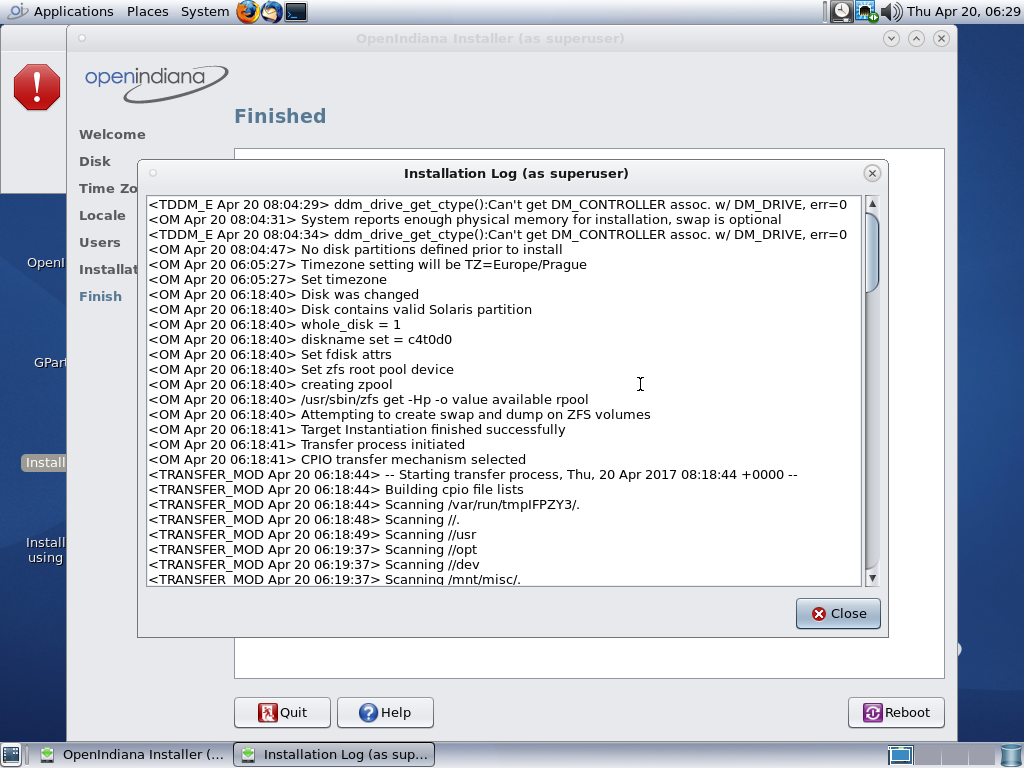 Applications Places System Thu Apr 20, 06:29
OpenIndiana Installer (as superuser)
openindiana
Finished
Welcome
Disk
Time Zo
Locale
Users
Installat
Finish
OpenI
GPart
Install
Install
using
Installation Log (as superuser)
<TDDM_E Apr 20 08:04:29> ddm_drive_get_ctype():Can't get DM_CONTROLLER assoc. w/ DM_DRIVE, err=0
<OM Apr 20 08:04:31> System reports enough physical memory for installation, swap is optional
<TDDM_E Apr 20 08:04:34> ddm_drive_get_ctype():Can't get DM_CONTROLLER assoc. w/ DM_DRIVE, err=0
<OM Apr 20 08:04:47> No disk partitions defined prior to install
<OM Apr 20 06:05:27> Timezone setting will be TZ=Europe/Prague
<OM Apr 20 06:05:27> Set timezone
<OM Apr 20 06:18:40> Disk was changed
<OM Apr 20 06:18:40> Disk contains valid Solaris partition
<OM Apr 20 06:18:40> whole_disk = 1
<OM Apr 20 06:18:40> diskname set = c4t0d0
<OM Apr 20 06:18:40> Set fdisk attrs
<OM Apr 20 06:18:40> Set zfs root pool device
<OM Apr 20 06:18:40> creating zpool
<OM Apr 20 06:18:40> /usr/sbin/zfs get -Hp -o value available rpool
<OM Apr 20 06:18:40> Attempting to create swap and dump on ZFS volumes
<OM Apr 20 06:18:41> Target Instantiation finished successfully
<OM Apr 20 06:18:41> Transfer process initiated
<OM Apr 20 06:18:41> CPIO transfer mechanism selected
<TRANSFER_MOD Apr 20 06:18:44> -- Starting transfer process, Thu, 20 Apr 2017 08:18:44 +0000 --
<TRANSFER_MOD Apr 20 06:18:44> Building cpio file lists
<TRANSFER_MOD Apr 20 06:18:44> Scanning /var/run/tmpIFPZY3/.
<TRANSFER_MOD Apr 20 06:18:48> Scanning //.
<TRANSFER_MOD Apr 20 06:18:49> Scanning //usr
<TRANSFER_MOD Apr 20 06:19:37> Scanning //opt
<TRANSFER_MOD Apr 20 06:19:37> Scanning //dev
<TRANSFER_MOD Apr 20 06:19:37> Scanning /mnt/misc/.
Close
Quit Help Reboot
OpenIndiana Installer (... Installation Log (as sup...